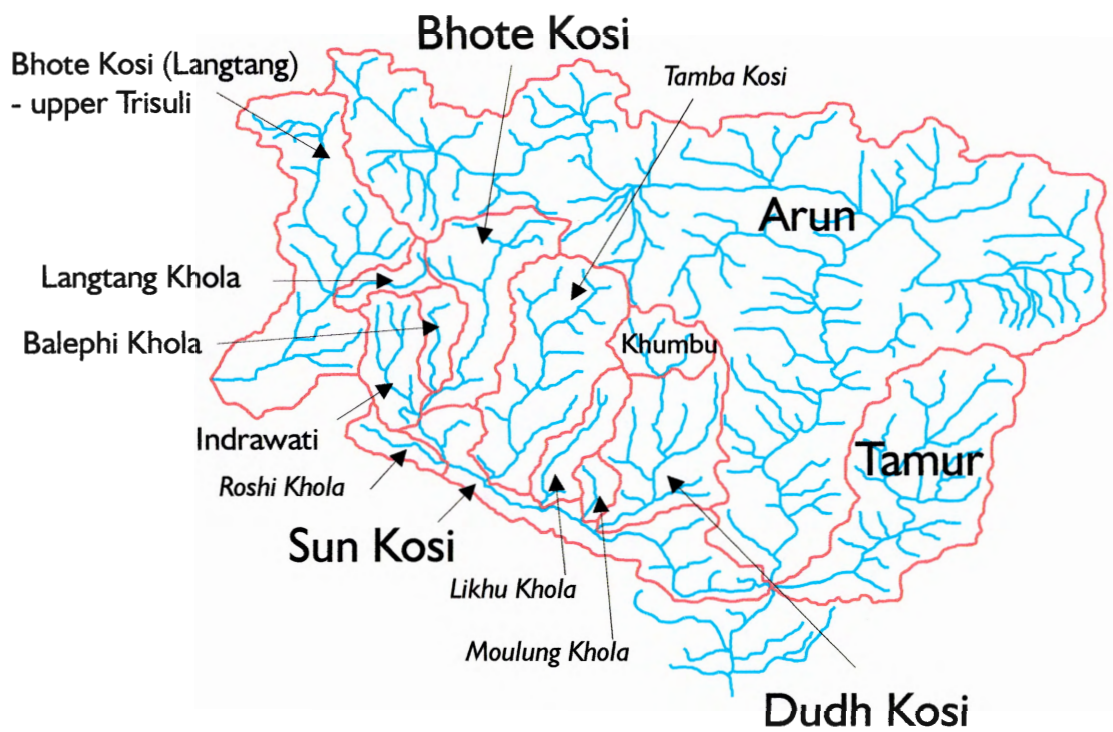 Bhote Kosi
Bhote Kosi (Langtang)
- upper Trisuli
Tamba Kosi
Arun
Langtang Khola
Balephi Khola
Khumbu
Indrawati
Tamur
Roshi Khola
Sun Kosi
Likhu Khola
Moulung Khola
Dudh Kosi